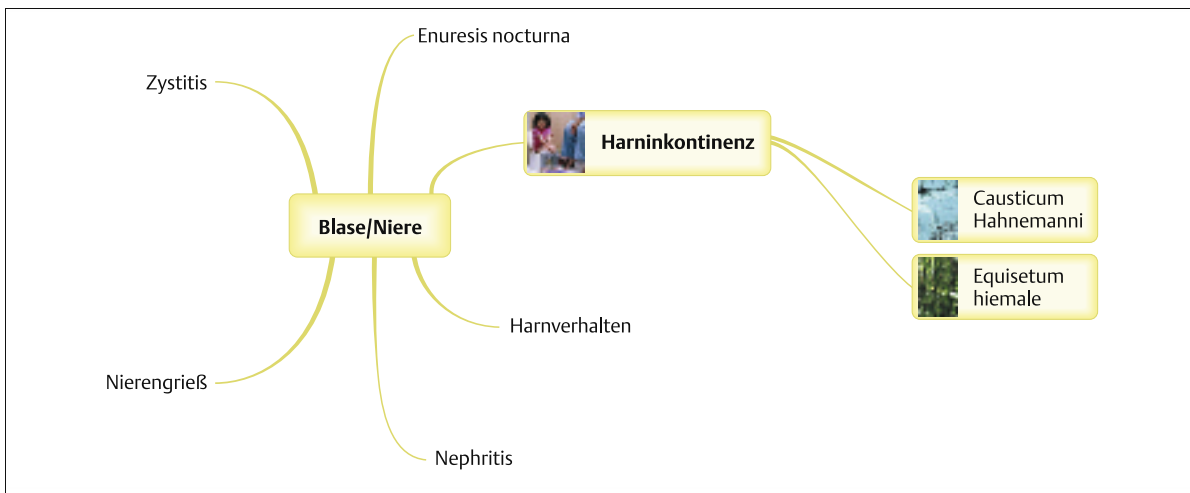 Enuresis nocturna
Zystitis
Harninkontinenz
Causticum
Hahnemanni
Blase/Niere
Equisetum
hiemale
Harnverhalten
Nierengrieß
Nephritis